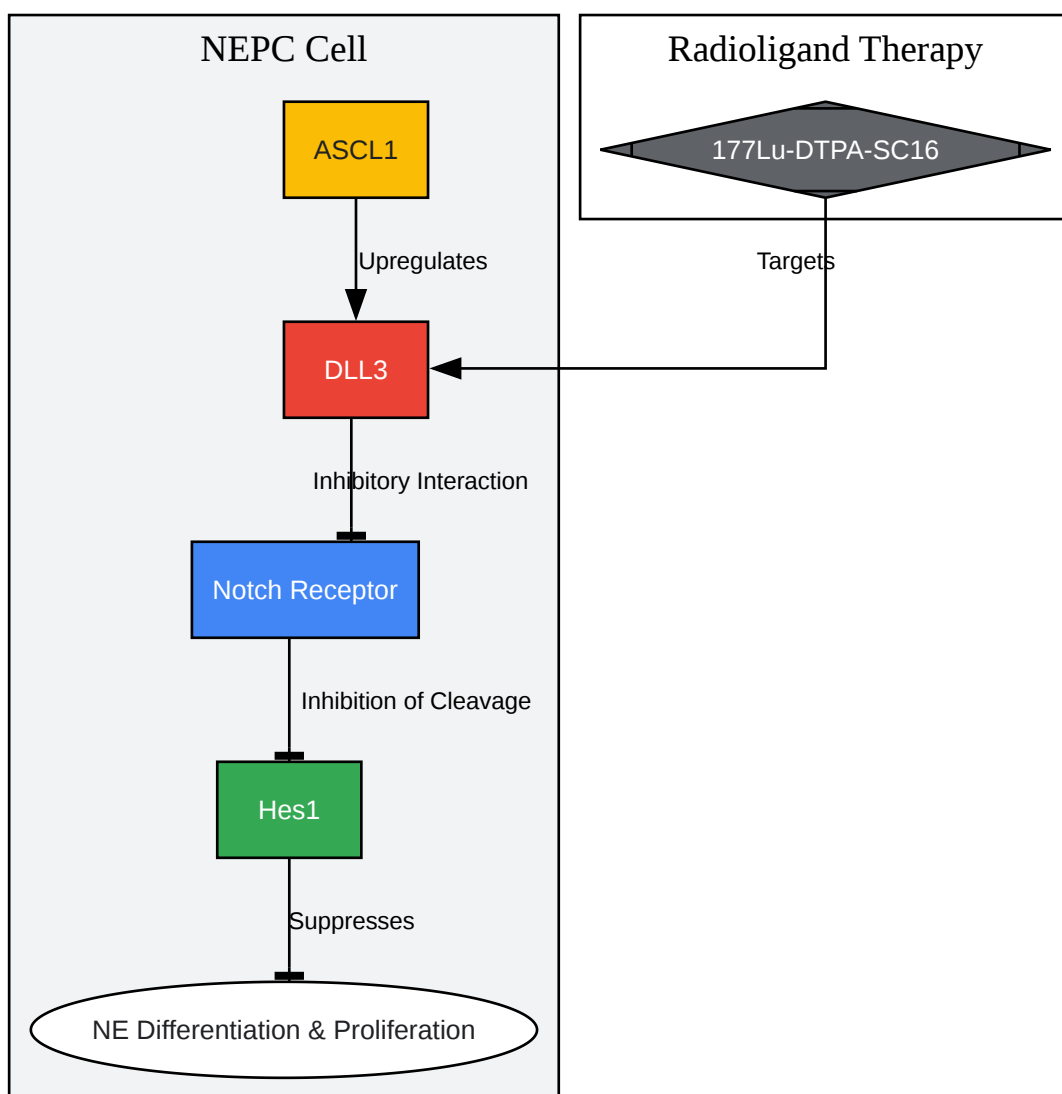 NEPC Cell
Radioligand Therapy
ASCL1
177Lu-DTPA-SC16
Upregulates
Targets
DLL3
Inhibitory Interaction
Notch Receptor
Inhibition of Cleavage
Hes1
Suppresses
NE Differentiation & Proliferation